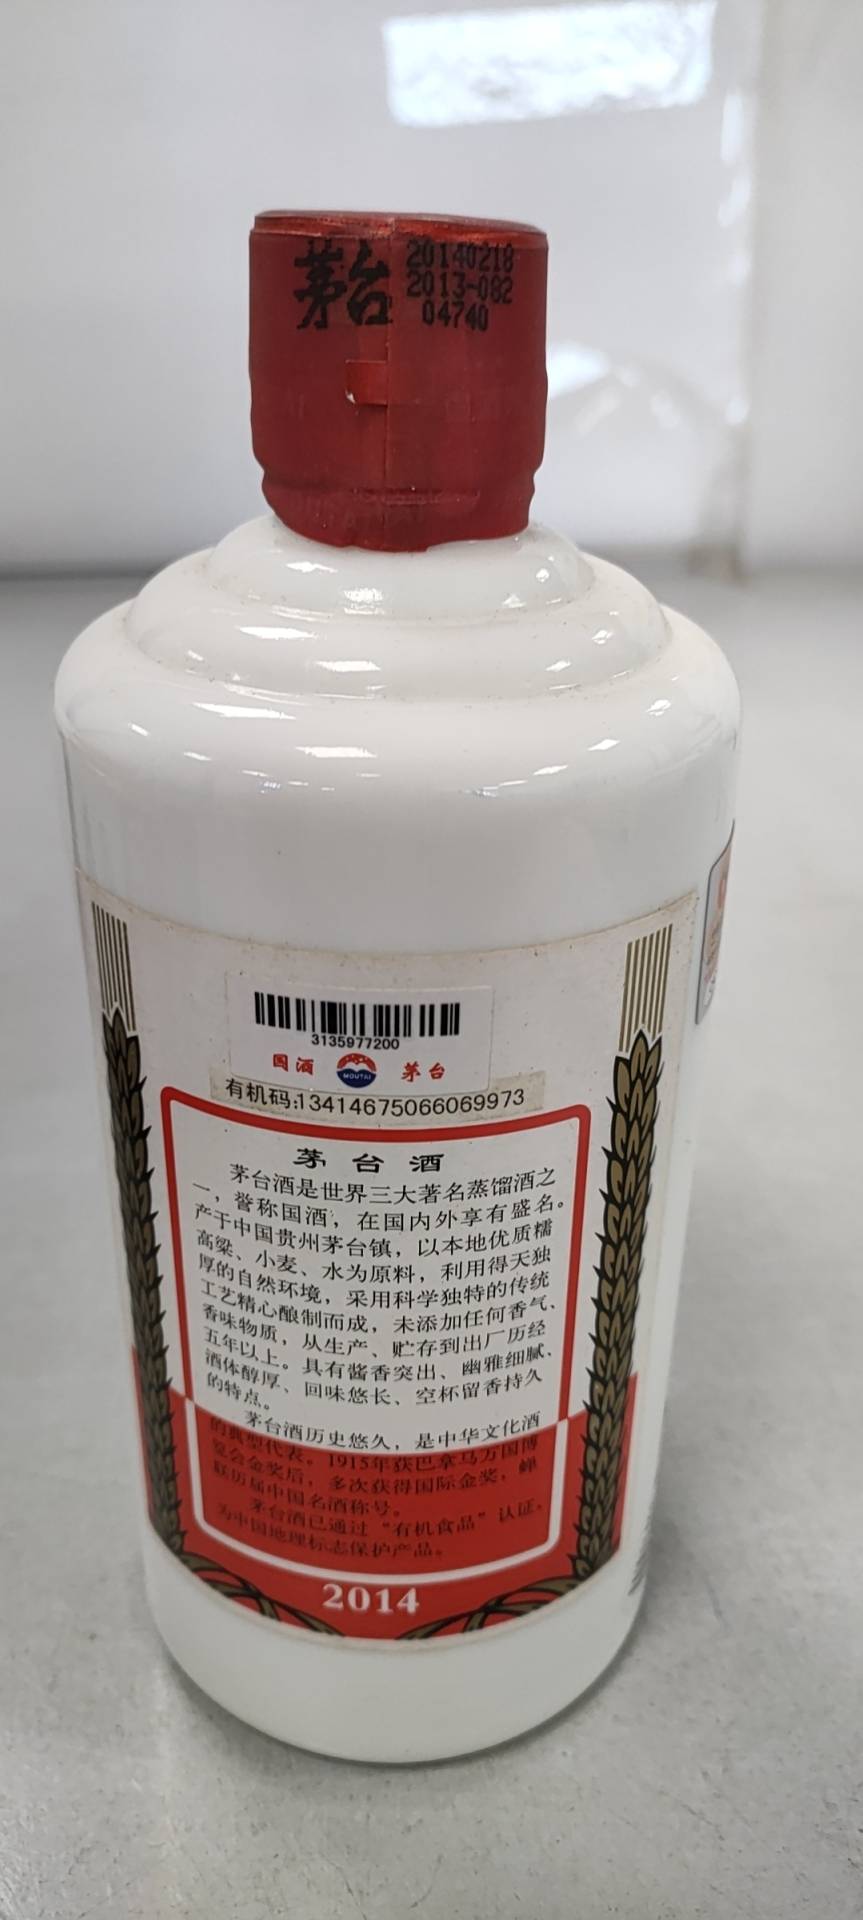 茅台
20140218
2013-082
04740
3135977200
国酒 MOUTAI 茅台
有机码:13414675066069973
茅台酒
茅台酒是世界三大著名蒸馏酒之
一，誉称国酒，在国内外享有盛名。
产于中国贵州茅台镇，以本地优质糯
高粱、小麦、水为原料，利用得天独
厚的自然环境，采用科学独特的传统
工艺精心酿制而成，未添加任何香气、
香味物质，从生产、贮存到出厂历经
五年以上。具有酱香突出、幽雅细腻、
酒体醇厚、回味悠长、空杯留香持久
的特点。
茅台酒历史悠久，是中华文化酒
的典型代表。1915年获巴拿马万国博
览会金奖后，多次获得国际金奖，蝉
联历届中国名酒称号。
茅台酒已通过“有机食品”认证。
为中国地理标志保护产品。
2014